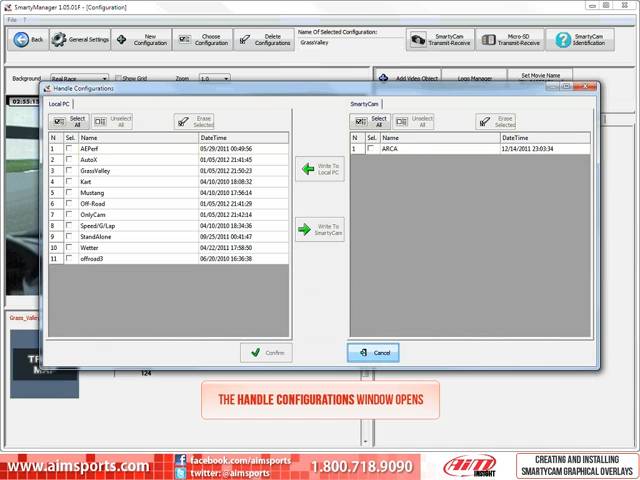 SmartyManager 1.05.01F - [Configuration]
File ?
Back
General Settings
New Configuration
Choose Configuration
Delete Configurations
Name Of Selected Configuration:
GrassValley
SmartyCam Transmit-Receive
Micro-SD Transmit-Receive
SmartyCam Identification
Background
Real Race
Show Grid
Zoom
1.0
Add Video Object
Logo Manager
Set Movie Name
Handle Configurations
Local PC
SmartyCam
Select All
Unselect All
Erase Selected
Select All
Unselect All
Erase Selected
N Sel. Name DateTime
1 AEPerf 05/29/2011 00:49:56
2 AutoX 01/05/2012 21:41:45
3 GrassValley 01/05/2012 21:50:23
4 Kart 04/10/2010 18:08:32
5 Mustang 04/10/2010 17:56:14
6 Off-Road 01/05/2012 21:41:29
7 OnlyCam 01/05/2012 21:42:14
8 Speed/G/Lap 04/10/2010 18:34:36
9 StandAlone 09/25/2011 00:41:47
10 Wetter 04/22/2011 17:58:50
11 offroad3 06/20/2010 16:36:38
Write To Local PC
Write To SmartyCam
N Sel. Name DateTime
1 ARCA 12/14/2011 23:03:34
Confirm
Cancel
Grass_Valley
124
THE HANDLE CONFIGURATIONS WINDOW OPENS
www.aimsports.com
facebook.com/aimsports
twitter: @aimsports
1.800.718.9090
AiM
INSIGHT
CREATING AND INSTALLING
SMARTYCAM GRAPHICAL OVERLAYS